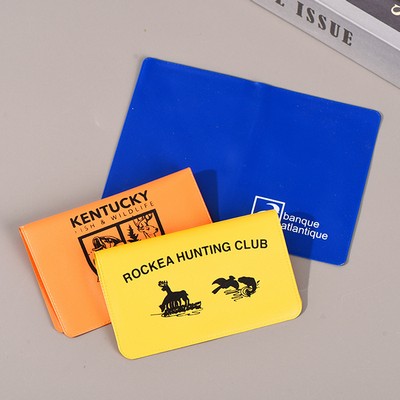 E ISSUE
KENTUCKY
FISH & WILDLIFE
ROCKEA HUNTING CLUB
banque
atlantique